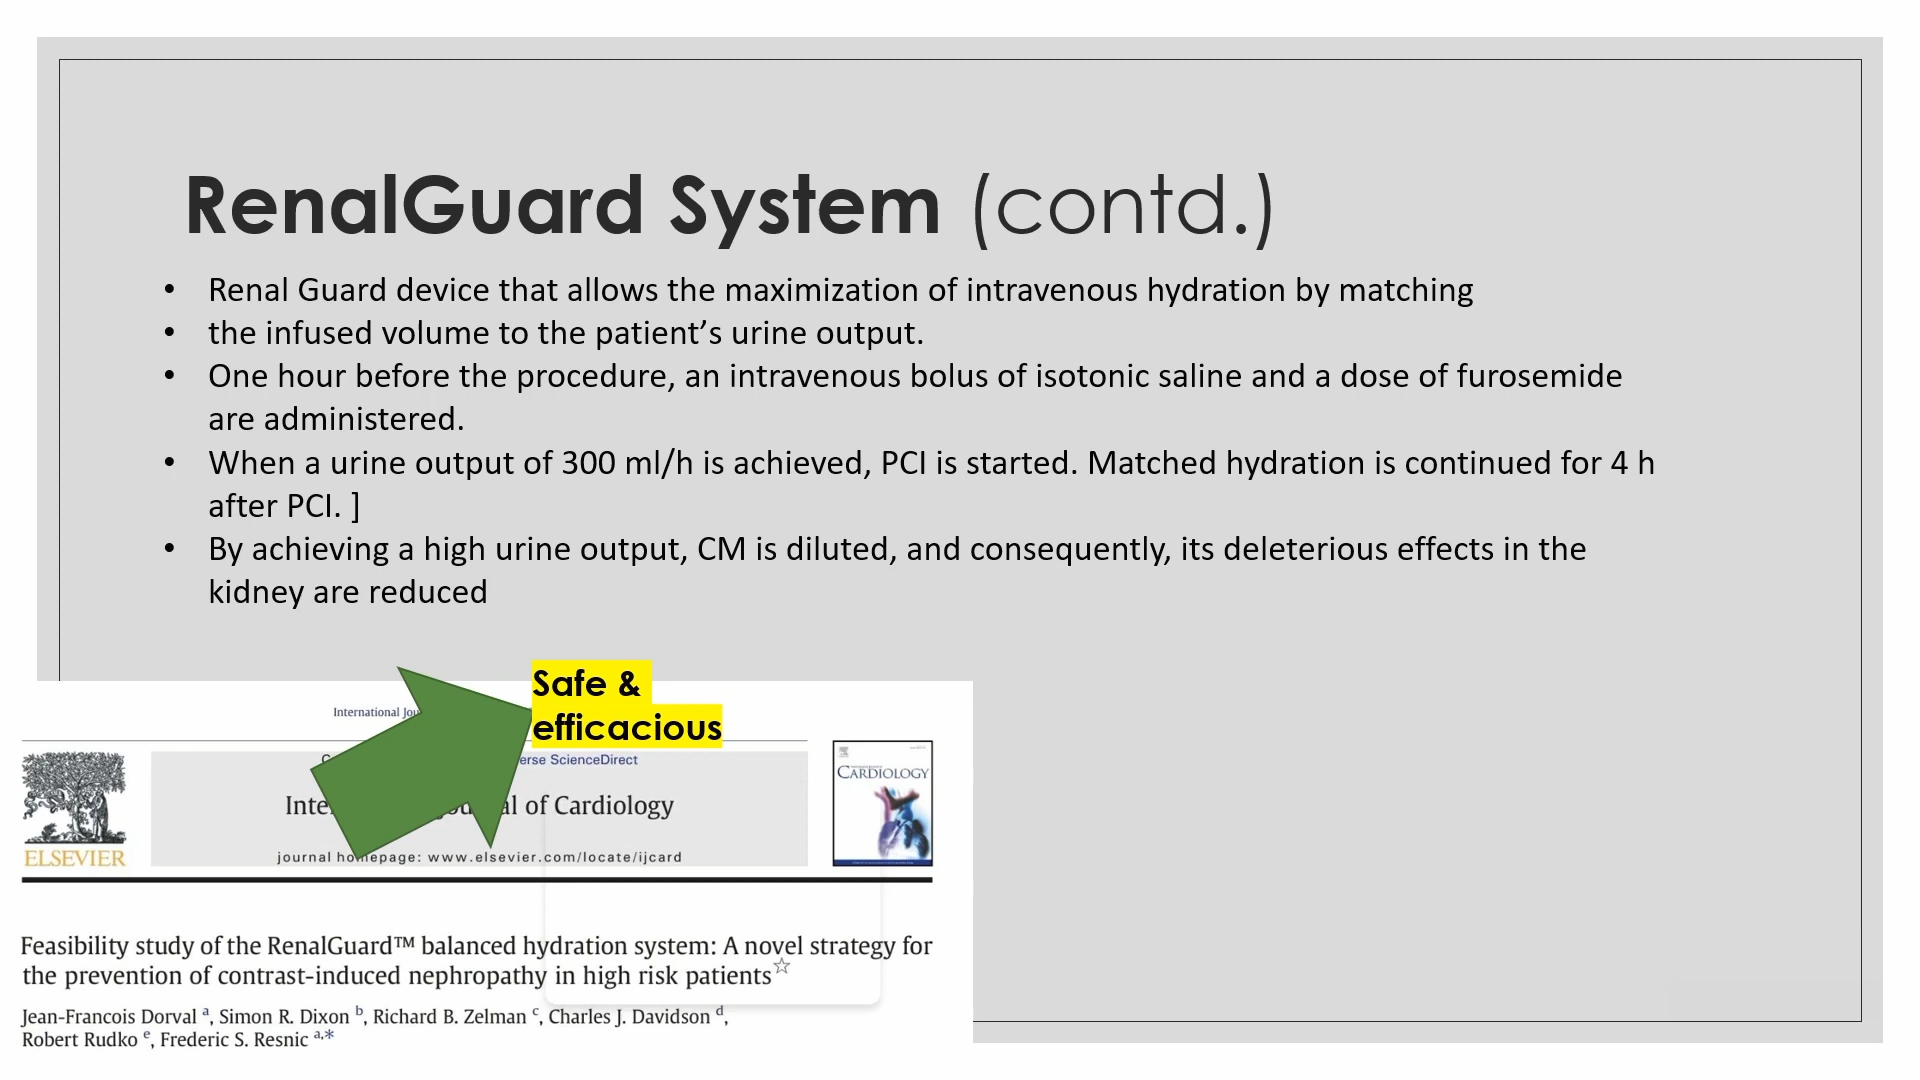 RenalGuard System (contd.)
• Renal Guard device that allows the maximization of intravenous hydration by matching
• the infused volume to the patient’s urine output.
• One hour before the procedure, an intravenous bolus of isotonic saline and a dose of furosemide
are administered.
• When a urine output of 300 ml/h is achieved, PCI is started. Matched hydration is continued for 4 h
after PCI. ]
• By achieving a high urine output, CM is diluted, and consequently, its deleterious effects in the
kidney are reduced
Safe &
efficacious
International
ScienceDirect
of Cardiology
journal homepage: www.elsevier.com/locate/ijcard
ELSEVIER
CARDIOLOGY
Feasibility study of the RenalGuard™ balanced hydration system: A novel strategy for
the prevention of contrast-induced nephropathy in high risk patients☆
Jean-Francois Dorval a, Simon R. Dixon b, Richard B. Zelman c, Charles J. Davidson d,
Robert Rudko e, Frederic S. Resnic a,*